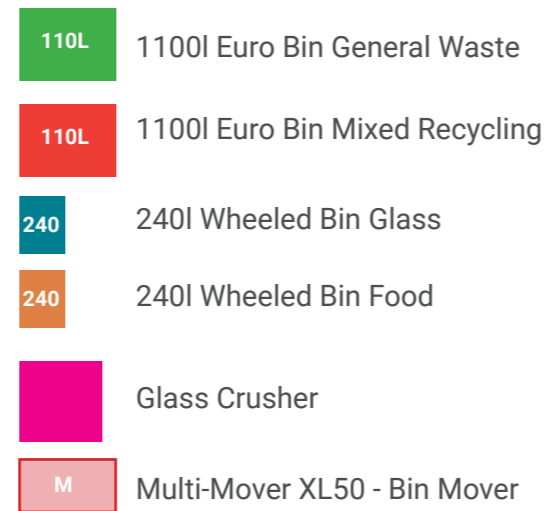 110L 1100l Euro Bin General Waste
110L 1100l Euro Bin Mixed Recycling
240 240l Wheeled Bin Glass
240 240l Wheeled Bin Food
Glass Crusher
M Multi-Mover XL50 - Bin Mover